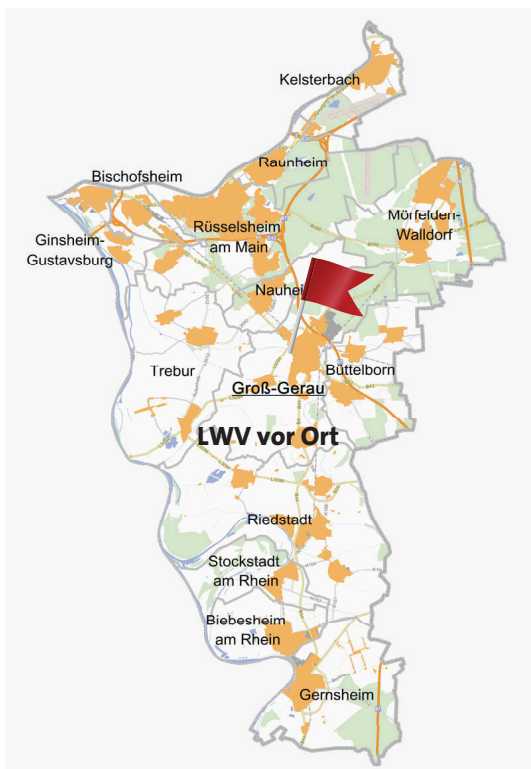 Kelsterbach
Raunheim
Bischofsheim
Mörfelden-
Walldorf
Rüsselsheim
am Main
Ginsheim-
Gustavsburg
Nauhei
Trebur
Büttelborn
Groß-Gerau
LWV vor Ort
Riedstadt
Stockstadt
am Rhein
Biebesheim
am Rhein
Gernsheim